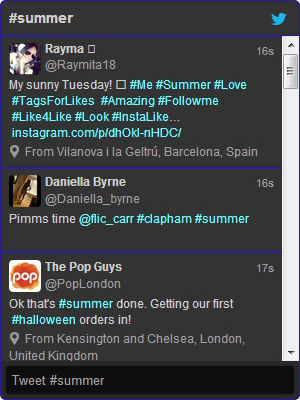 #summer
Rayma □ 16s
@Raymita18
My sunny Tuesday! □ #Me #Summer #Love
#TagsForLikes #Amazing #Followme
#Like4Like #Look #InstaLike…
instagram.com/p/dhOkl-nHDC/
From Vilanova i la Geltrú, Barcelona, Spain
Daniella Byrne 16s
@Daniella_byrne
Pimms time @flic_carr #clapham #summer
The Pop Guys 17s
@PopLondon
pop
Ok that's #summer done. Getting our first
#halloween orders in!
From Kensington and Chelsea, London,
United Kingdom
Tweet #summer